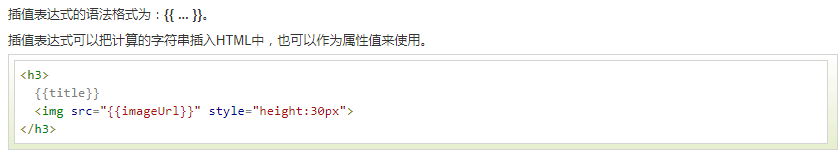 插值表达式的语法格式为：{{ ... }}。
插值表达式可以把计算的字符串插入HTML中，也可以作为属性值来使用。
<h3>
  {{title}}
  <img src="{{imageUrl}}" style="height:30px">
</h3>